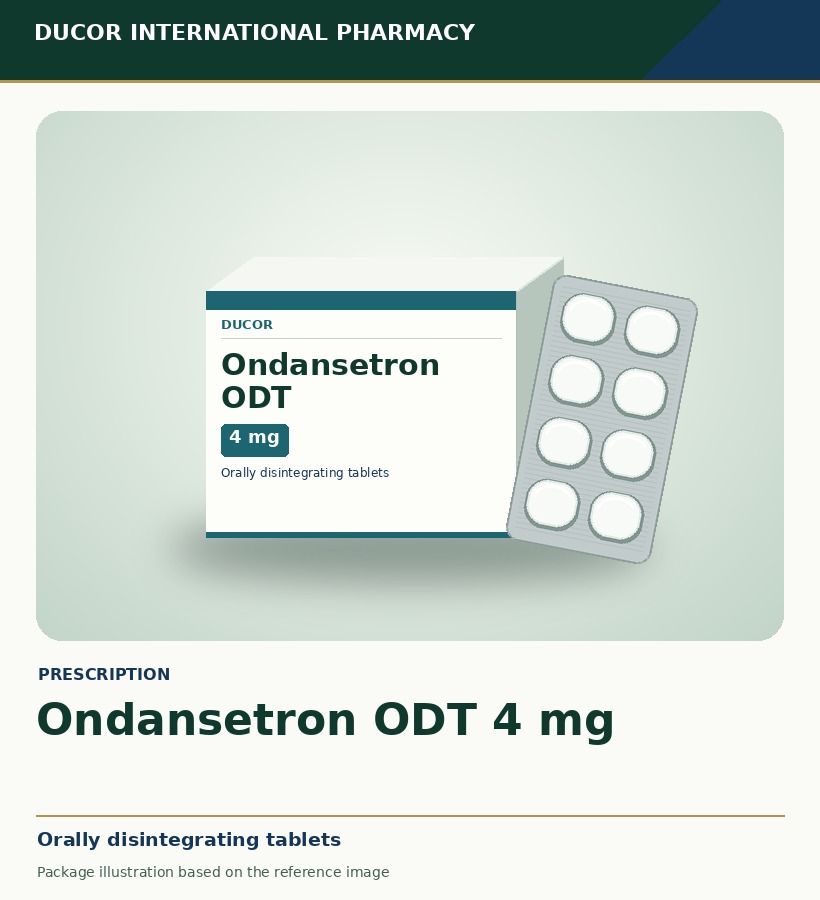 DUCOR INTERNATIONAL PHARMACY
DUCOR
Ondansetron
ODT
4 mg
Orally disintegrating tablets
PRESCRIPTION
Ondansetron ODT 4 mg
Orally disintegrating tablets
Package illustration based on the reference image